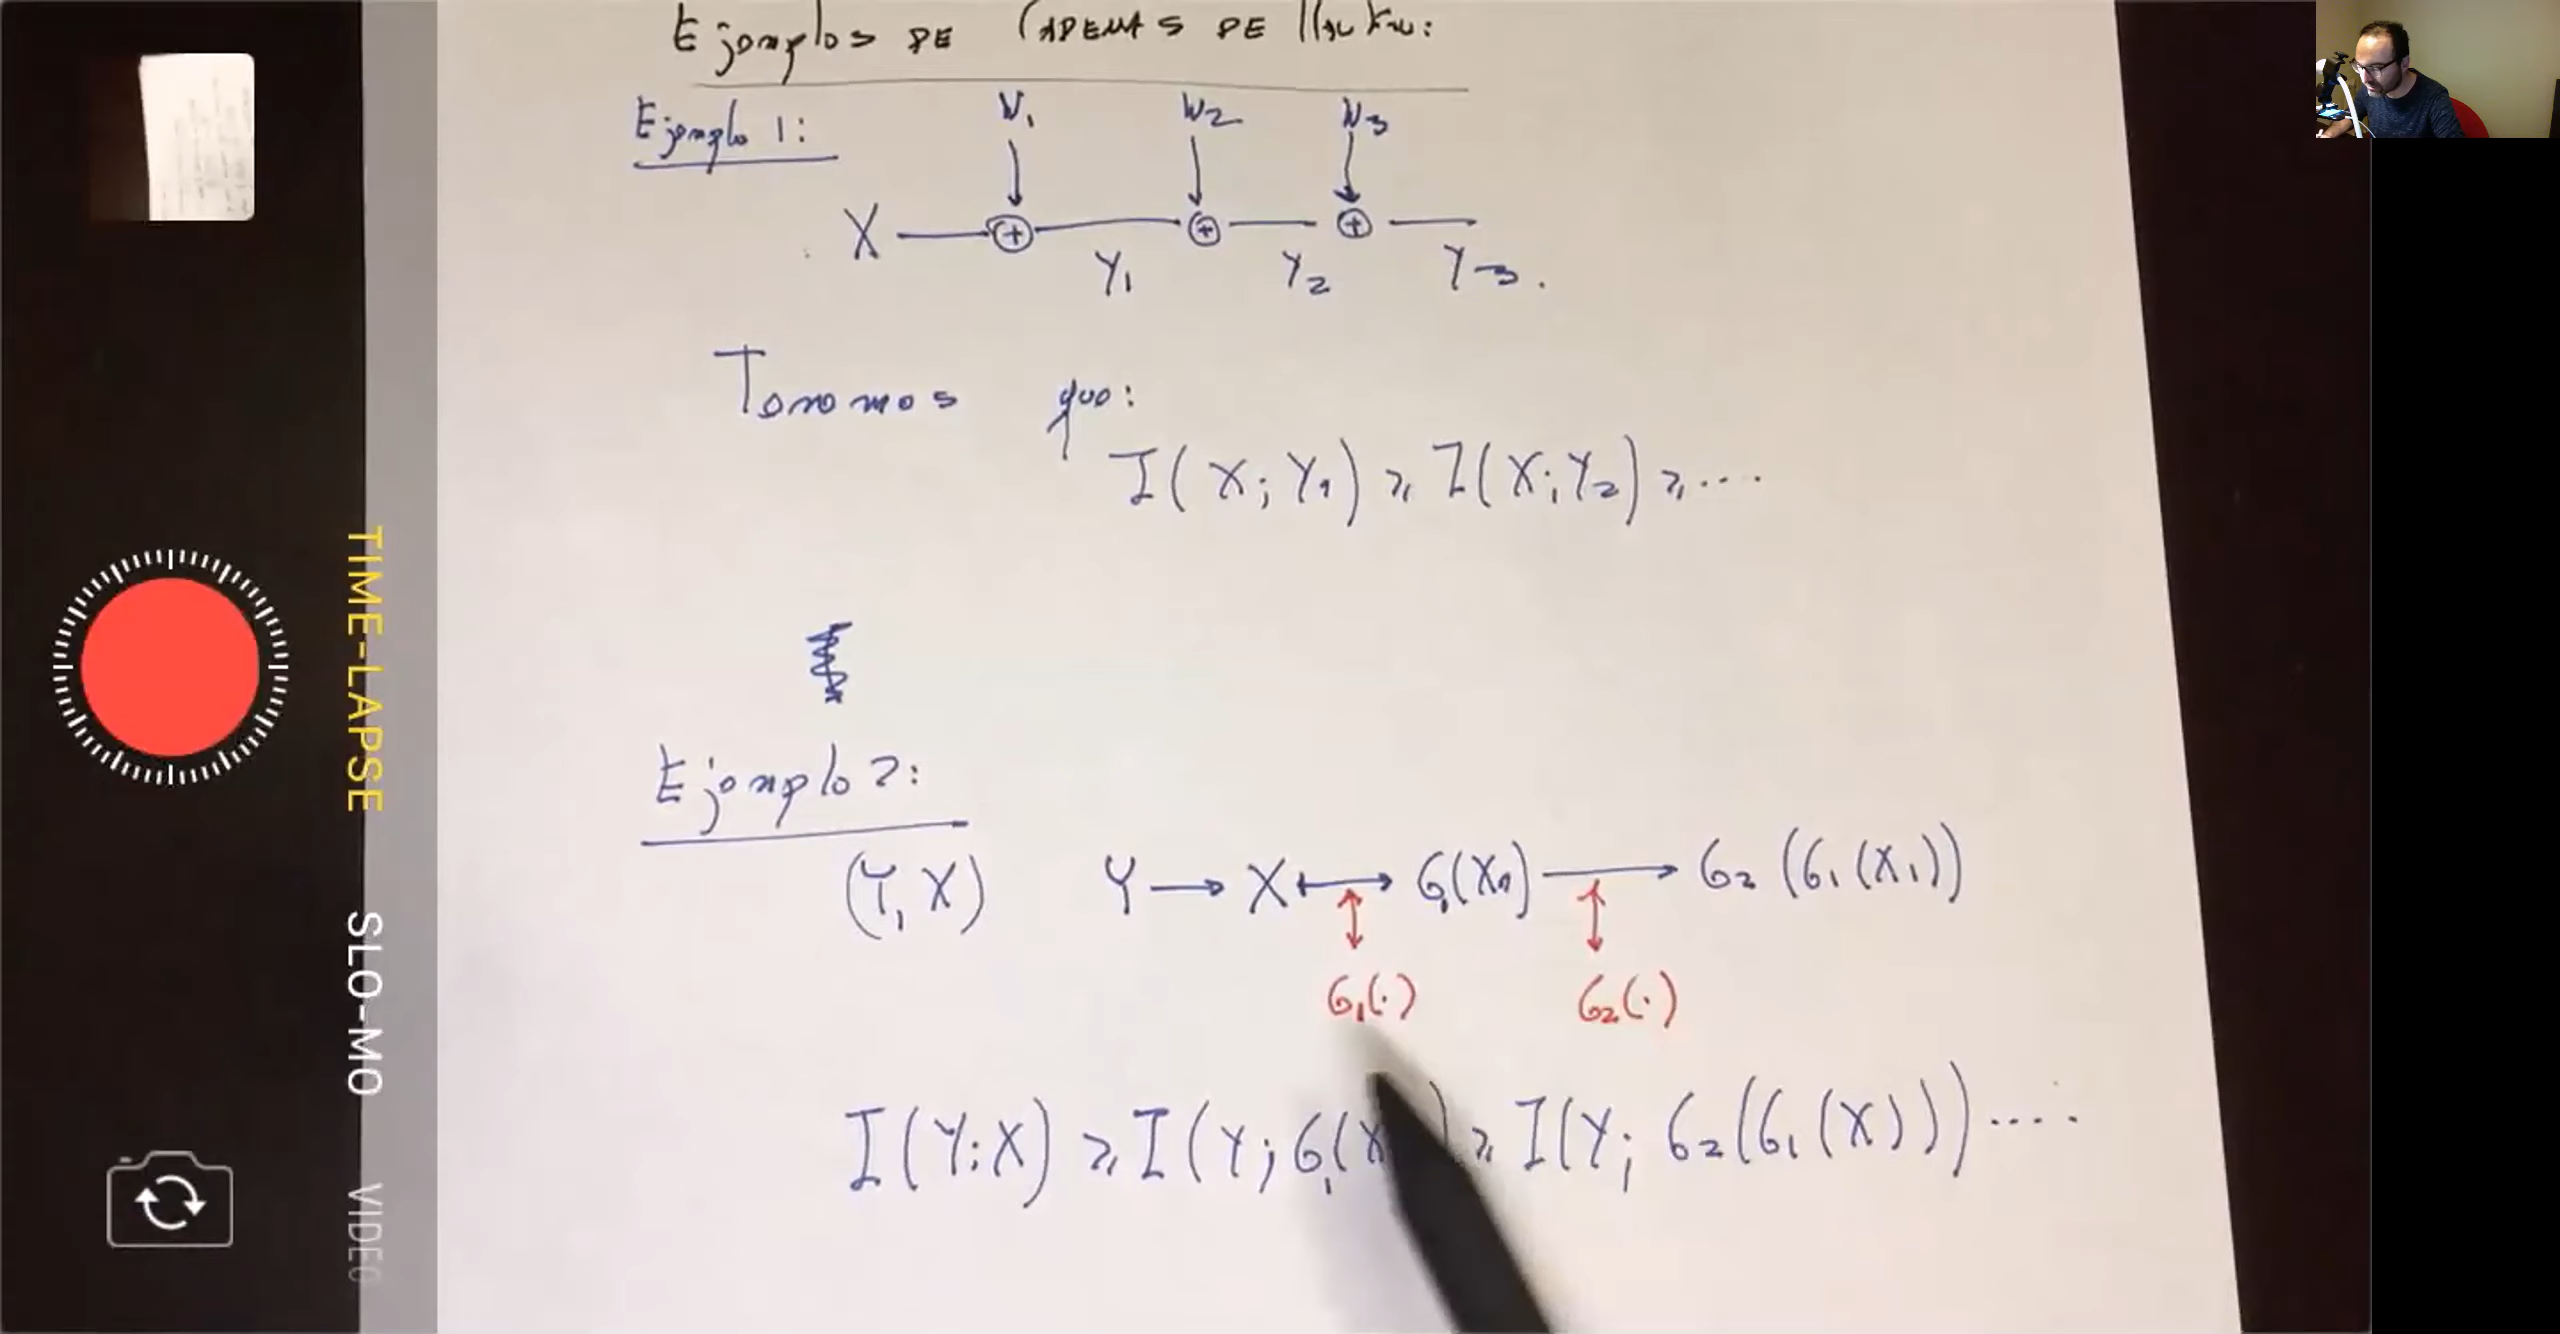 Ejemplos DE CADENAS DE Markov:
Ejemplo 1:
W₁ W₂ W₃
X ⊕ ⊕ ⊕
Y₁ Y₂ Y₃.
Tenemos que:
I(X;Y₁) ≥ I(X;Y₂) ≥ ....
Ejemplo 2:
(Y, X) Y → X ↔ G₁(X₁) → G₂(G₁(X₁))
G₁(·) G₂(·)
I(Y;X) ≥ I(Y; G₁(X) ≥ I(Y; G₂(G₁(X))) ....
TIME-LAPSE
SLO-MO
VIDEO